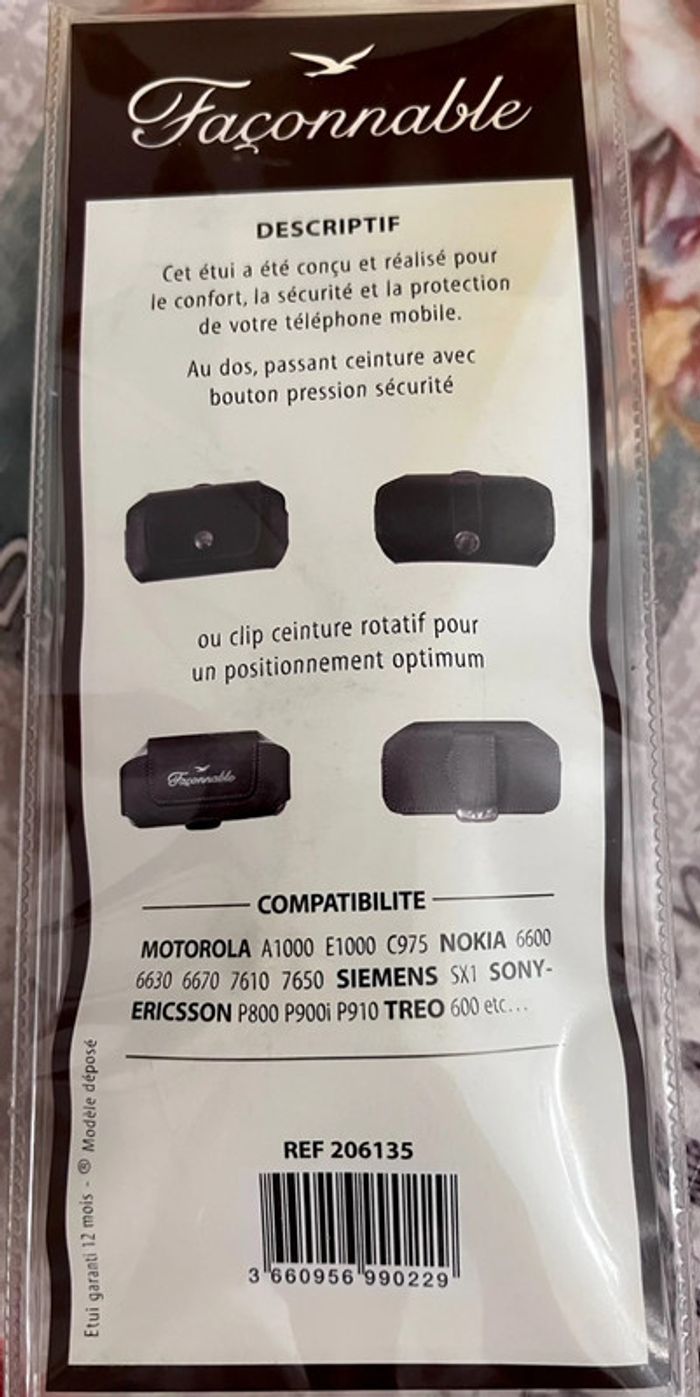 Façonnable
DESCRIPTIF
Cet étui a été conçu et réalisé pour
le confort, la sécurité et la protection
de votre téléphone mobile.
Au dos, passant ceinture avec
bouton pression sécurité
ou clip ceinture rotatif pour
un positionnement optimum
Façonnable
COMPATIBILITE
MOTOROLA A1000 E1000 C975 NOKIA 6600
6630 6670 7610 7650 SIEMENS SX1 SONY-
ERICSSON P800 P900i P910 TREO 600 etc...
Etui garanti 12 mois - ® Modèle déposé
REF 206135
3 660956 990229